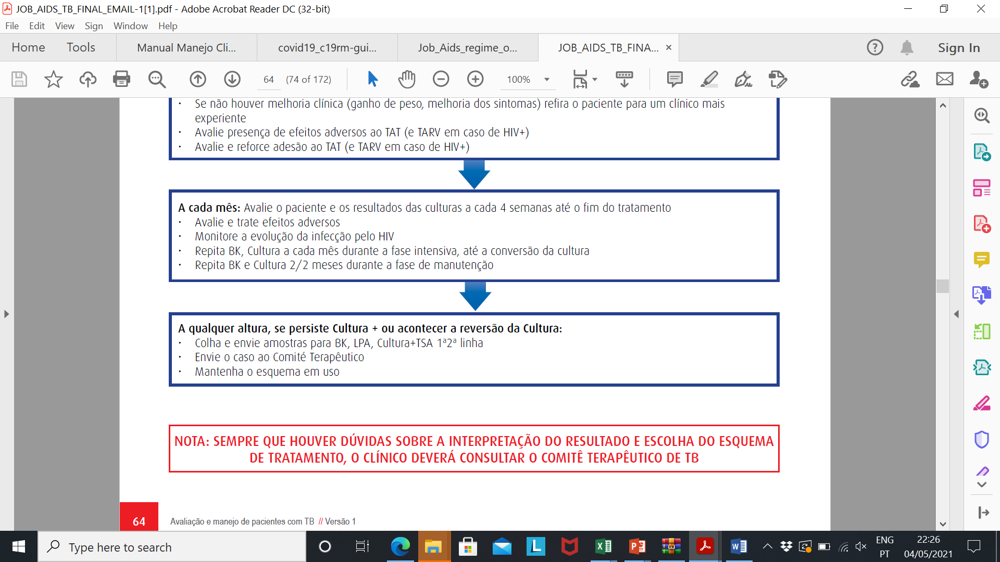 JOB_AIDS_TB_FINAL_EMAIL-1[1].pdf - Adobe Acrobat Reader DC (32-bit)
File Edit View Sign Window Help
Home Tools Manual Manejo Cli... covid19_c19rm-gui... Job_Aids_regime_o... JOB_AIDS_TB_FINA... × Sign In
64 (74 of 172) 100%
· Se não houver melhoria clínica (ganho de peso, melhoria dos sintomas) refira o paciente para um clínico mais
experiente
· Avalie presença de efeitos adversos ao TAT (e TARV em caso de HIV+)
· Avalie e reforce adesão ao TAT (e TARV em caso de HIV+)
A cada mês: Avalie o paciente e os resultados das culturas a cada 4 semanas até o fim do tratamento
· Avalie e trate efeitos adversos
· Monitore a evolução da infecção pelo HIV
· Repita BK, Cultura a cada mês durante a fase intensiva, até a conversão da cultura
· Repita BK e Cultura 2/2 meses durante a fase de manutenção
A qualquer altura, se persiste Cultura + ou acontecer a reversão da Cultura:
· Colha e envie amostras para BK, LPA, Cultura+TSA 1ª2ª linha
· Envie o caso ao Comité Terapêutico
· Mantenha o esquema em uso
NOTA: SEMPRE QUE HOUVER DÚVIDAS SOBRE A INTERPRETAÇÃO DO RESULTADO E ESCOLHA DO ESQUEMA
DE TRATAMENTO, O CLÍNICO DEVERÁ CONSULTAR O COMITÊ TERAPÊUTICO DE TB
64 Avaliação e manejo de pacientes com TB // Versão 1
Type here to search
ENG 22:26
PT 04/05/2021